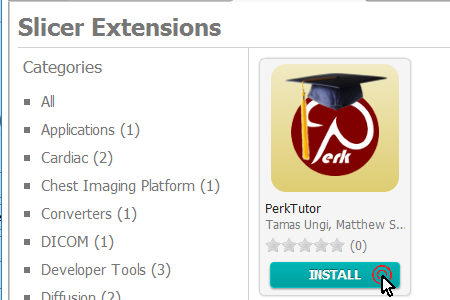 Slicer Extensions
Categories
All
Applications (1)
Cardiac (2)
Chest Imaging Platform (1)
Converters (1)
DICOM (1)
Developer Tools (3)
Diffusion (2)
Perk
PerkTutor
Tamas Ungi, Matthew S...
(0)
INSTALL